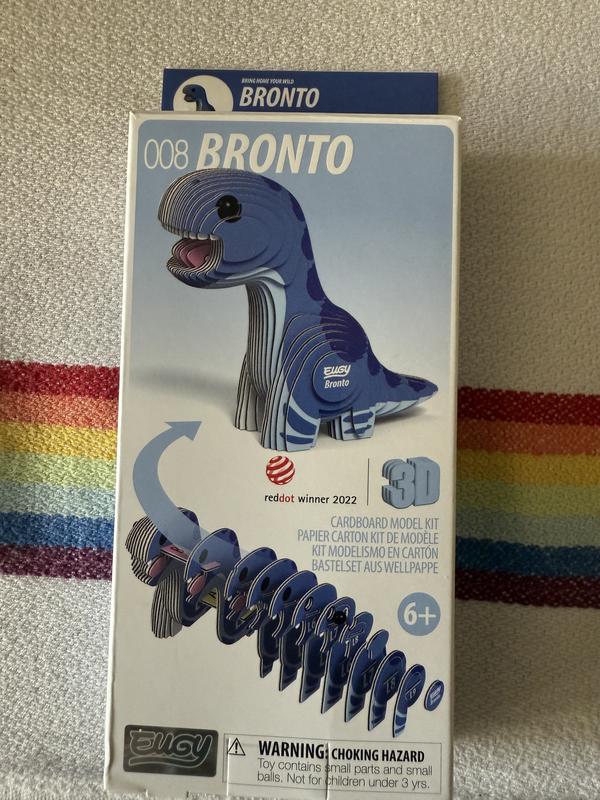 BRING HOME YOUR WILD
BRONTO
008 BRONTO
EUGY
Bronto
reddot winner 2022
3D
CARDBOARD MODEL KIT
PAPIER CARTON KIT DE MODÈLE
KIT MODELISMO EN CARTÓN
BASTELSET AUS WELLPAPPE
6+
EUGY
WARNING: CHOKING HAZARD
Toy contains small parts and small
balls. Not for children under 3 yrs.